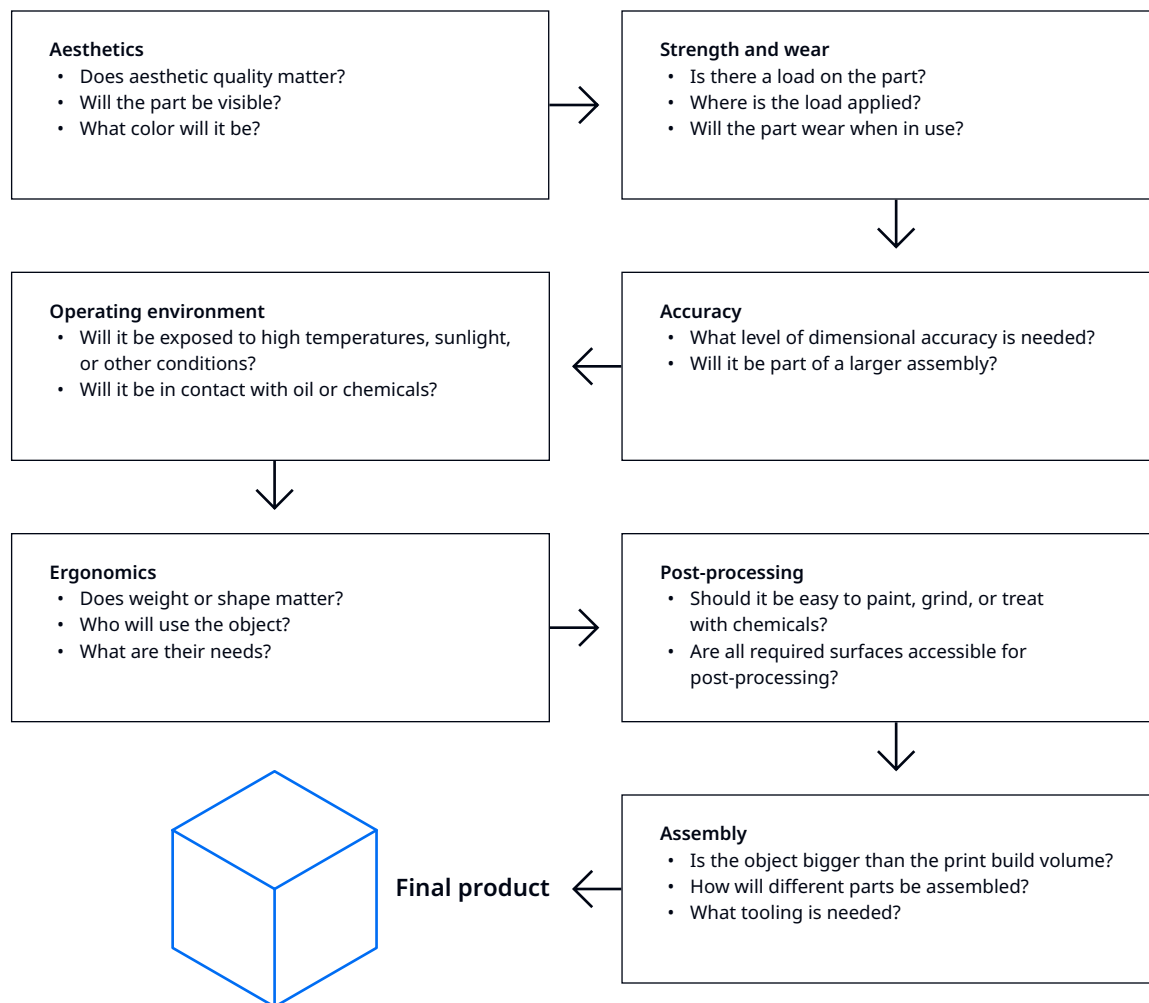 Aesthetics
• Does aesthetic quality matter?
• Will the part be visible?
• What color will it be?
Strength and wear
• Is there a load on the part?
• Where is the load applied?
• Will the part wear when in use?
Accuracy
• What level of dimensional accuracy is needed?
• Will it be part of a larger assembly?
Operating environment
• Will it be exposed to high temperatures, sunlight,
or other conditions?
• Will it be in contact with oil or chemicals?
Ergonomics
• Does weight or shape matter?
• Who will use the object?
• What are their needs?
Post-processing
• Should it be easy to paint, grind, or treat
with chemicals?
• Are all required surfaces accessible for
post-processing?
Assembly
• Is the object bigger than the print build volume?
• How will different parts be assembled?
• What tooling is needed?
Final product